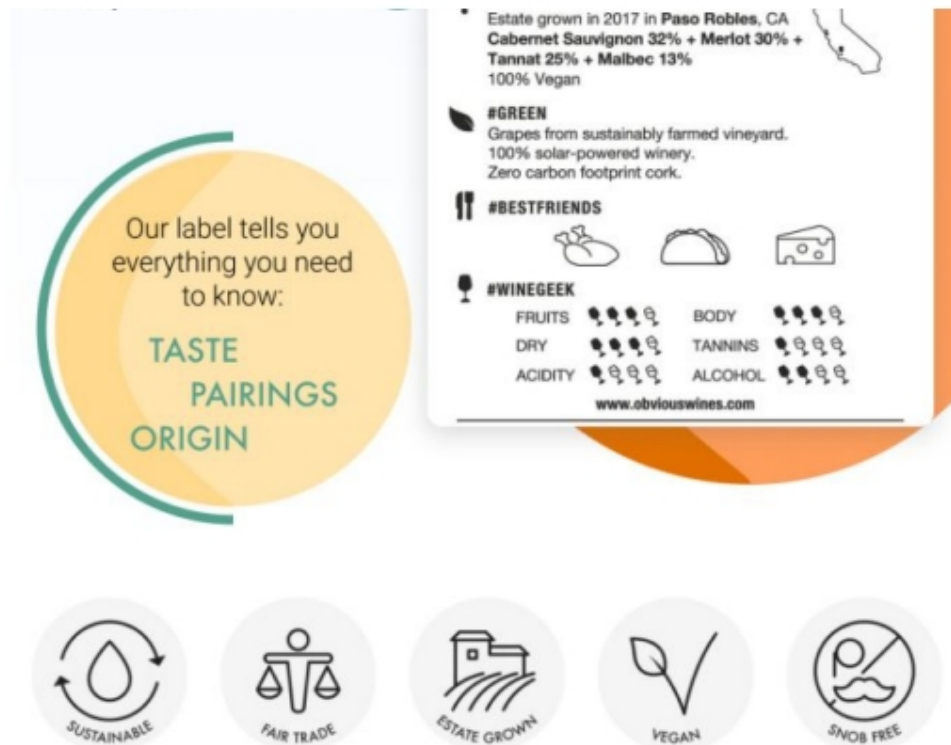 Estate grown in 2017 in Paso Robles, CA
Cabernet Sauvignon 32% + Merlot 30% +
Tannat 25% + Malbec 13%
100% Vegan
#GREEN
Grapes from sustainably farmed vineyard.
100% solar-powered winery.
Zero carbon footprint cork.
#BESTFRIENDS
#WINEGEEK
FRUITS BODY
DRY TANNINS
ACIDITY ALCOHOL
www.obviouswines.com
Our label tells you
everything you need
to know:
TASTE
PAIRINGS
ORIGIN
SUSTAINABLE
FAIR TRADE
ESTATE GROWN
VEGAN
SNOB FREE